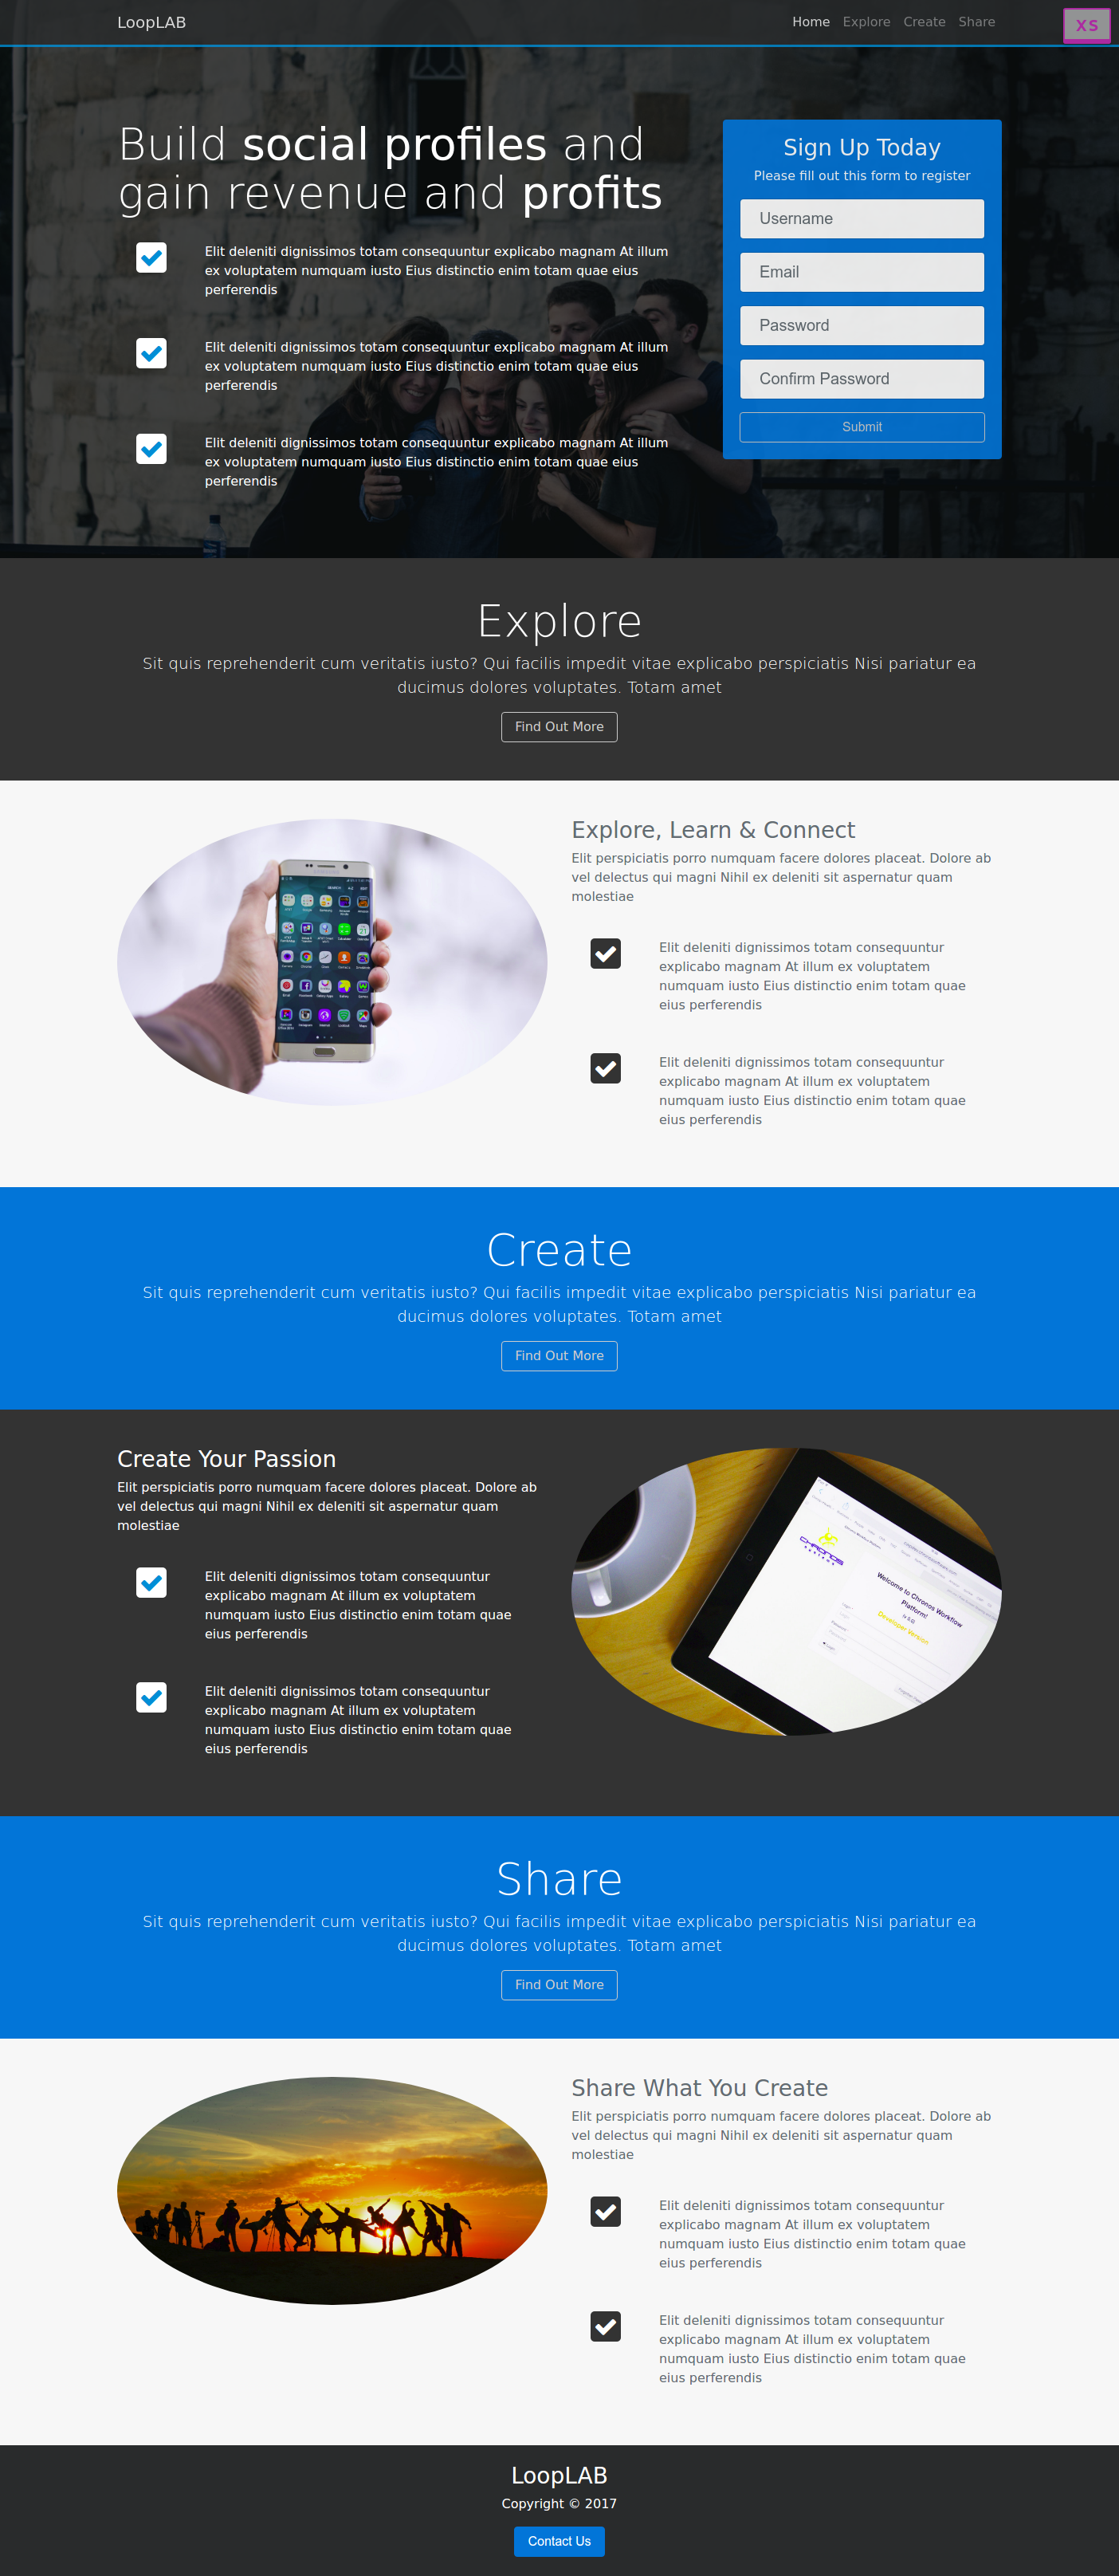 LoopLAB
Home Explore Create Share
XS
Build social profiles and
gain revenue and profits
Elit deleniti dignissimos totam consequuntur explicabo magnam At illum
ex voluptatem numquam iusto Eius distinctio enim totam quae eius
perferendis
Elit deleniti dignissimos totam consequuntur explicabo magnam At illum
ex voluptatem numquam iusto Eius distinctio enim totam quae eius
perferendis
Elit deleniti dignissimos totam consequuntur explicabo magnam At illum
ex voluptatem numquam iusto Eius distinctio enim totam quae eius
perferendis
Sign Up Today
Please fill out this form to register
Username
Email
Password
Confirm Password
Submit
Explore
Sit quis reprehenderit cum veritatis iusto? Qui facilis impedit vitae explicabo perspiciatis Nisi pariatur ea
ducimus dolores voluptates. Totam amet
Find Out More
Explore, Learn & Connect
Elit perspiciatis porro numquam facere dolores placeat. Dolore ab
vel delectus qui magni Nihil ex deleniti sit aspernatur quam
molestiae
Elit deleniti dignissimos totam consequuntur
explicabo magnam At illum ex voluptatem
numquam iusto Eius distinctio enim totam quae
eius perferendis
Elit deleniti dignissimos totam consequuntur
explicabo magnam At illum ex voluptatem
numquam iusto Eius distinctio enim totam quae
eius perferendis
Create
Sit quis reprehenderit cum veritatis iusto? Qui facilis impedit vitae explicabo perspiciatis Nisi pariatur ea
ducimus dolores voluptates. Totam amet
Find Out More
Create Your Passion
Elit perspiciatis porro numquam facere dolores placeat. Dolore ab
vel delectus qui magni Nihil ex deleniti sit aspernatur quam
molestiae
Elit deleniti dignissimos totam consequuntur
explicabo magnam At illum ex voluptatem
numquam iusto Eius distinctio enim totam quae
eius perferendis
Elit deleniti dignissimos totam consequuntur
explicabo magnam At illum ex voluptatem
numquam iusto Eius distinctio enim totam quae
eius perferendis
CHRONOS
Welcome to Chronos Workflow
Platform!
Developer Version
Share
Sit quis reprehenderit cum veritatis iusto? Qui facilis impedit vitae explicabo perspiciatis Nisi pariatur ea
ducimus dolores voluptates. Totam amet
Find Out More
Share What You Create
Elit perspiciatis porro numquam facere dolores placeat. Dolore ab
vel delectus qui magni Nihil ex deleniti sit aspernatur quam
molestiae
Elit deleniti dignissimos totam consequuntur
explicabo magnam At illum ex voluptatem
numquam iusto Eius distinctio enim totam quae
eius perferendis
Elit deleniti dignissimos totam consequuntur
explicabo magnam At illum ex voluptatem
numquam iusto Eius distinctio enim totam quae
eius perferendis
LoopLAB
Copyright © 2017
Contact Us